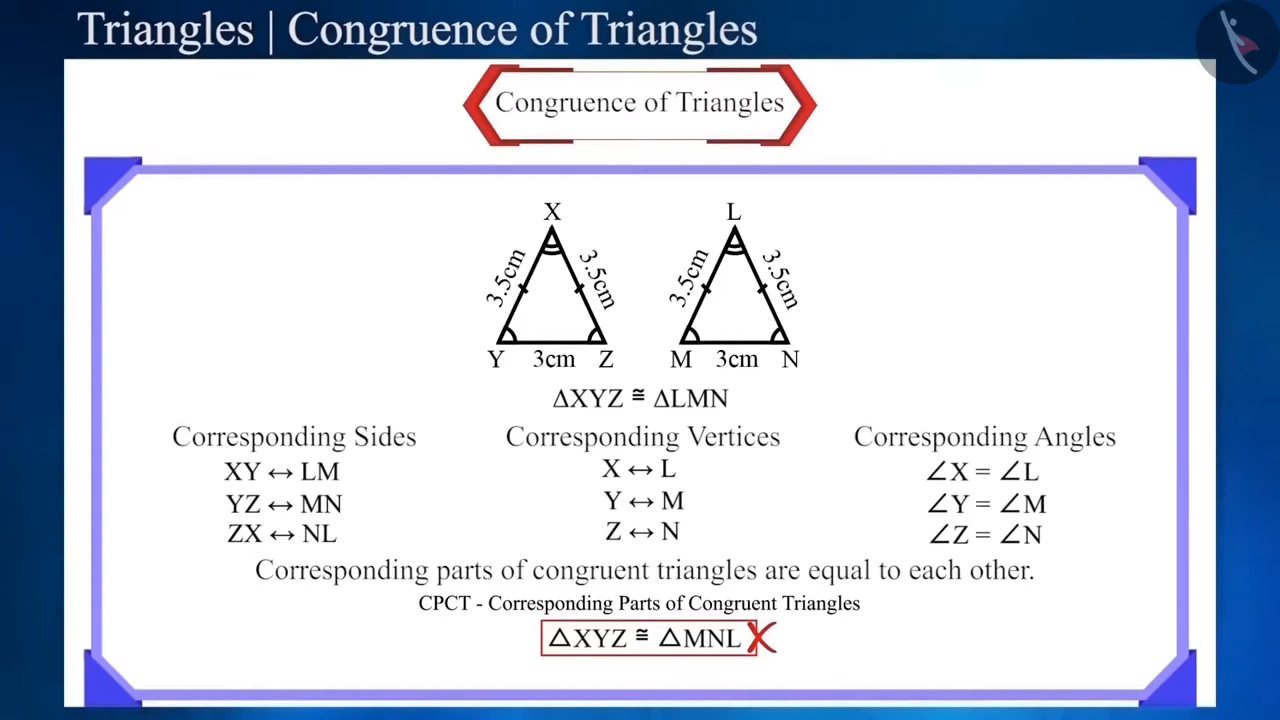 Triangles | Congruence of Triangles
Congruence of Triangles
X L
3.5cm 3.5cm 3.5cm 3.5cm
Y 3cm Z M 3cm N
ΔXYZ ≅ ΔLMN
Corresponding Sides Corresponding Vertices Corresponding Angles
XY ↔ LM X ↔ L ∠X = ∠L
YZ ↔ MN Y ↔ M ∠Y = ∠M
ZX ↔ NL Z ↔ N ∠Z = ∠N
Corresponding parts of congruent triangles are equal to each other.
CPCT - Corresponding Parts of Congruent Triangles
△XYZ ≅ △MNL